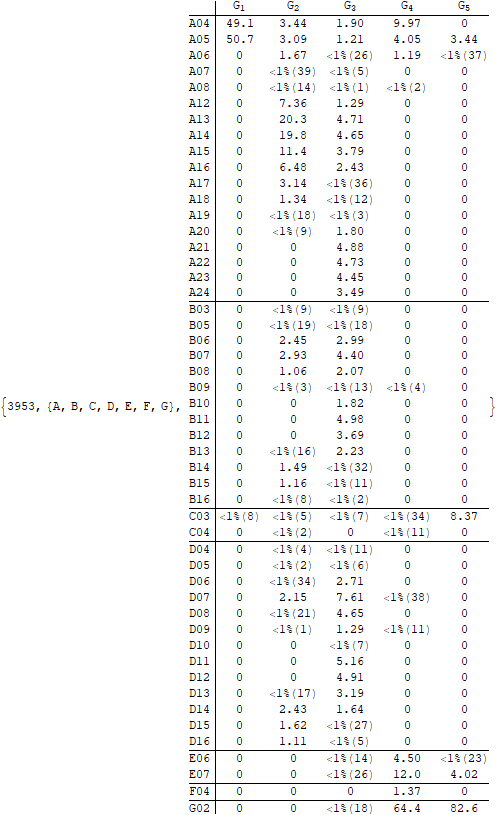 G1 G2 G3 G4 G5
A04 49.1 3.44 1.90 9.97 0
A05 50.7 3.09 1.21 4.05 3.44
A06 0 1.67 <1%(26) 1.19 <1%(37)
A07 0 <1%(39) <1%(5) 0 0
A08 0 <1%(14) <1%(1) <1%(2) 0
A12 0 7.36 1.29 0 0
A13 0 20.3 4.71 0 0
A14 0 19.8 4.65 0 0
A15 0 11.4 3.79 0 0
A16 0 6.48 2.43 0 0
A17 0 3.14 <1%(36) 0 0
A18 0 1.34 <1%(12) 0 0
A19 0 <1%(18) <1%(3) 0 0
A20 0 <1%(9) 1.80 0 0
A21 0 0 4.88 0 0
A22 0 0 4.73 0 0
A23 0 0 4.45 0 0
A24 0 0 3.49 0 0
B03 0 <1%(9) <1%(9) 0 0
B05 0 <1%(19) <1%(18) 0 0
B06 0 2.45 2.99 0 0
B07 0 2.93 4.40 0 0
B08 0 1.06 2.07 0 0
B09 0 <1%(3) <1%(13) <1%(4) 0
{3953, {A, B, C, D, E, F, G}, B10 0 0 1.82 0 0 }
B11 0 0 4.98 0 0
B12 0 0 3.69 0 0
B13 0 <1%(16) 2.23 0 0
B14 0 1.49 <1%(32) 0 0
B15 0 1.16 <1%(11) 0 0
B16 0 <1%(8) <1%(2) 0 0
C03 <1%(8) <1%(5) <1%(7) <1%(34) 8.37
C04 0 <1%(2) 0 <1%(11) 0
D04 0 <1%(4) <1%(11) 0 0
D05 0 <1%(2) <1%(6) 0 0
D06 0 <1%(34) 2.71 0 0
D07 0 2.15 7.61 <1%(38) 0
D08 0 <1%(21) 4.65 0 0
D09 0 <1%(1) 1.29 <1%(11) 0
D10 0 0 <1%(7) 0 0
D11 0 0 5.16 0 0
D12 0 0 4.91 0 0
D13 0 <1%(17) 3.19 0 0
D14 0 2.43 1.64 0 0
D15 0 1.62 <1%(27) 0 0
D16 0 1.11 <1%(5) 0 0
E06 0 0 <1%(14) 4.50 <1%(23)
E07 0 0 <1%(26) 12.0 4.02
F04 0 0 0 1.37 0
G02 0 0 <1%(18) 64.4 82.6